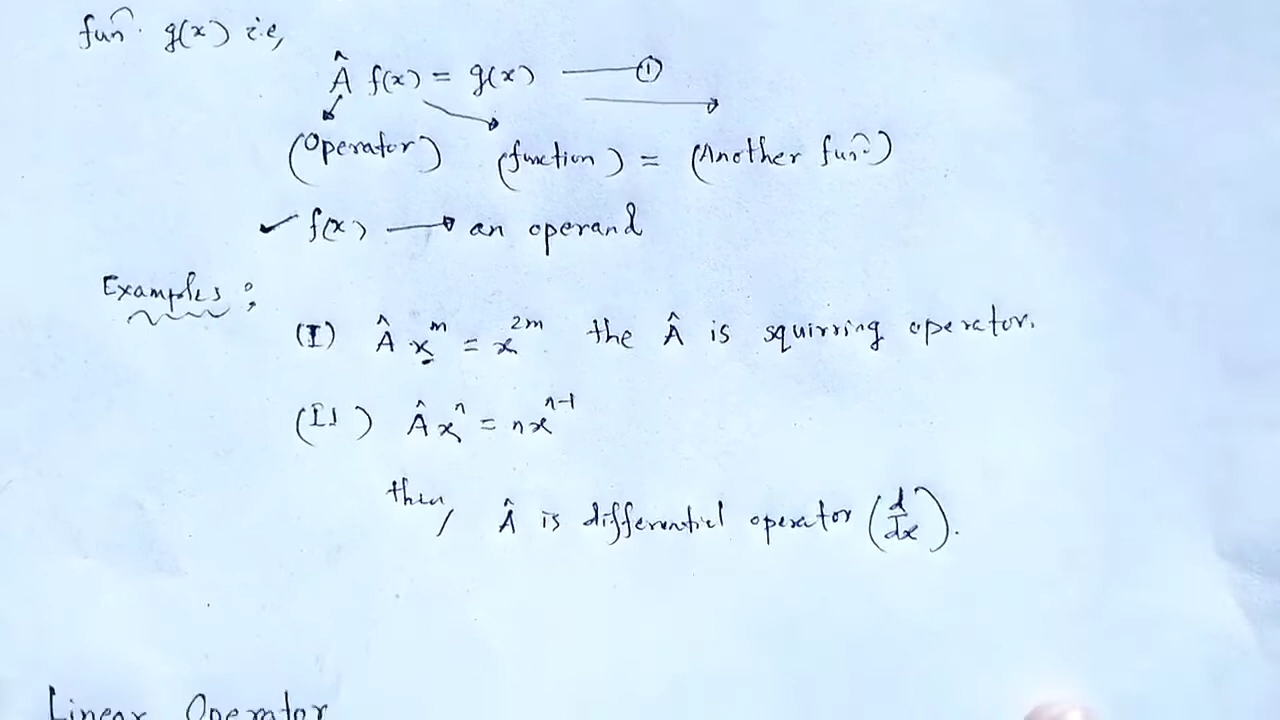 fun^n. g(x) i.e,
Â f(x) = g(x) —— ①
(Operator) (function) = (Another fun^n)
✓ f(x) → an operand
Examples :
(I) Â x^m = x^2m the Â is squirring operator.
(II) Â x^n = nx^n-1
then, Â is differential operator (d/dx).
Linear Operator